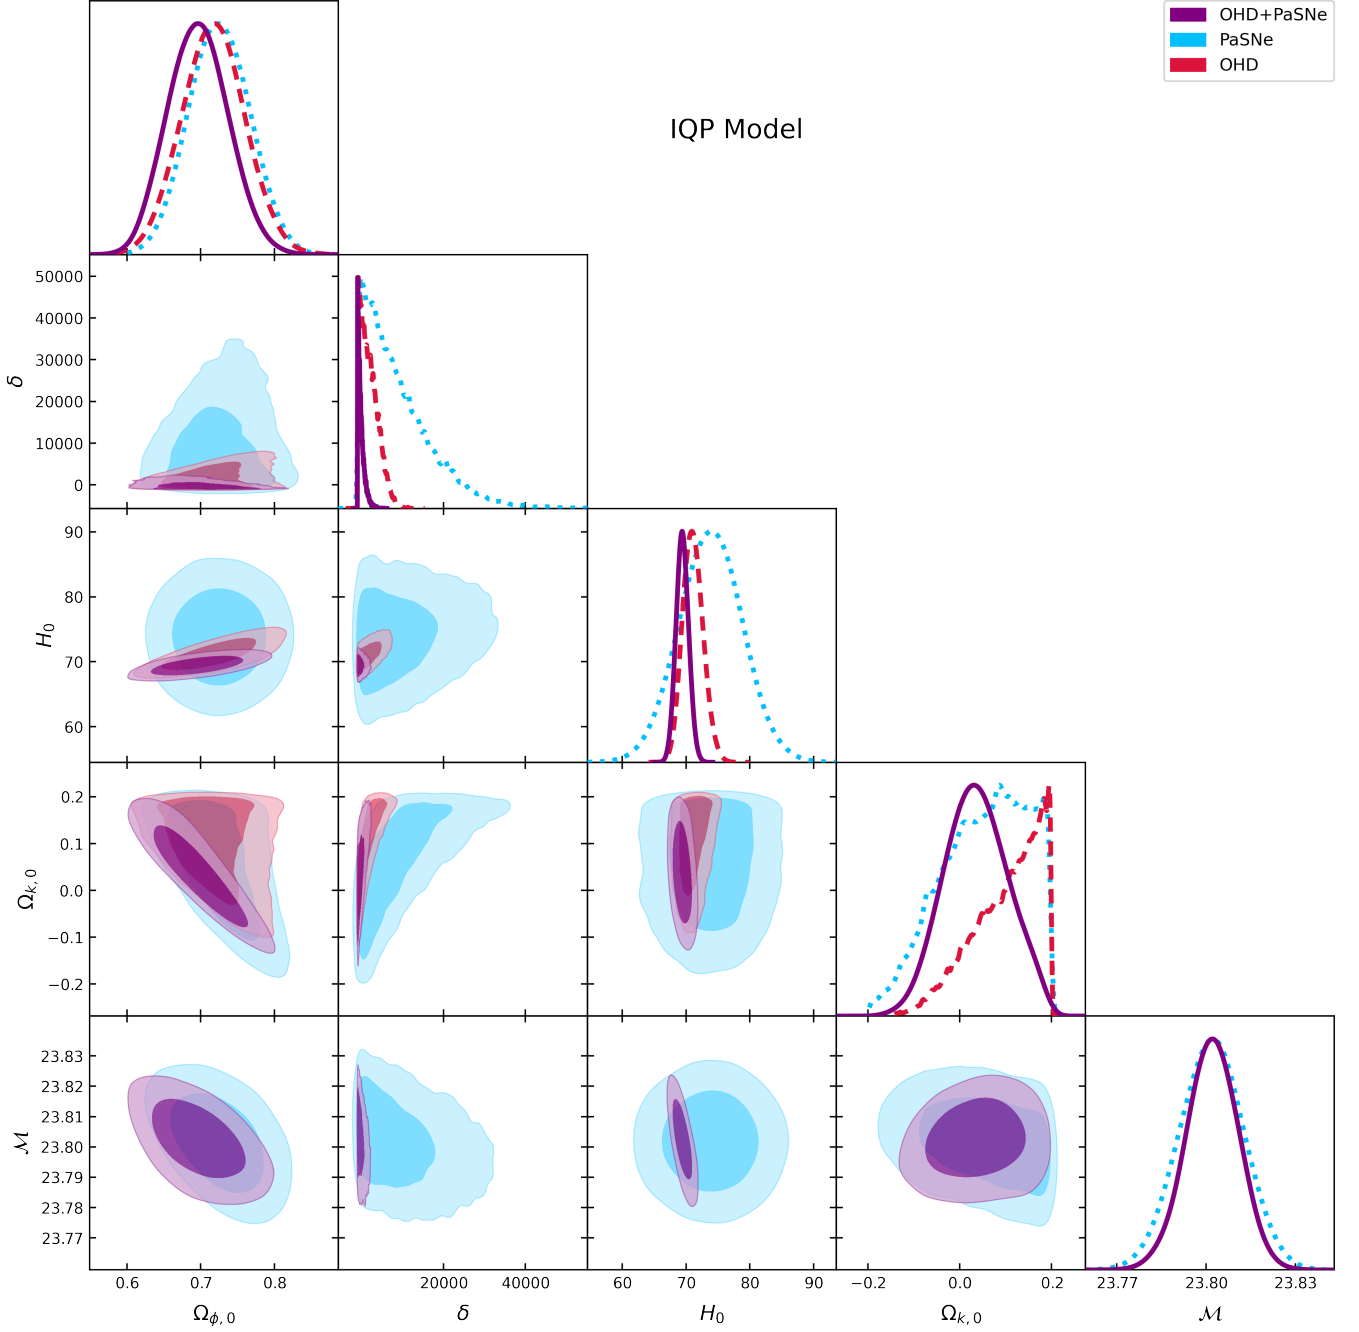 OHD+PaSNe
PaSNe
OHD
IQP Model
50000
40000
30000
20000
10000
0
δ
90
80
70
60
H₀
0.2
0.1
0.0
−0.1
−0.2
Ωₖ,₀
23.83
23.82
23.81
23.80
23.79
23.78
23.77
ℳ
0.6 0.7 0.8 20000 40000 60 70 80 90 −0.2 0.0 0.2 23.77 23.80 23.83
Ωᵩ,₀ δ H₀ Ωₖ,₀ ℳ